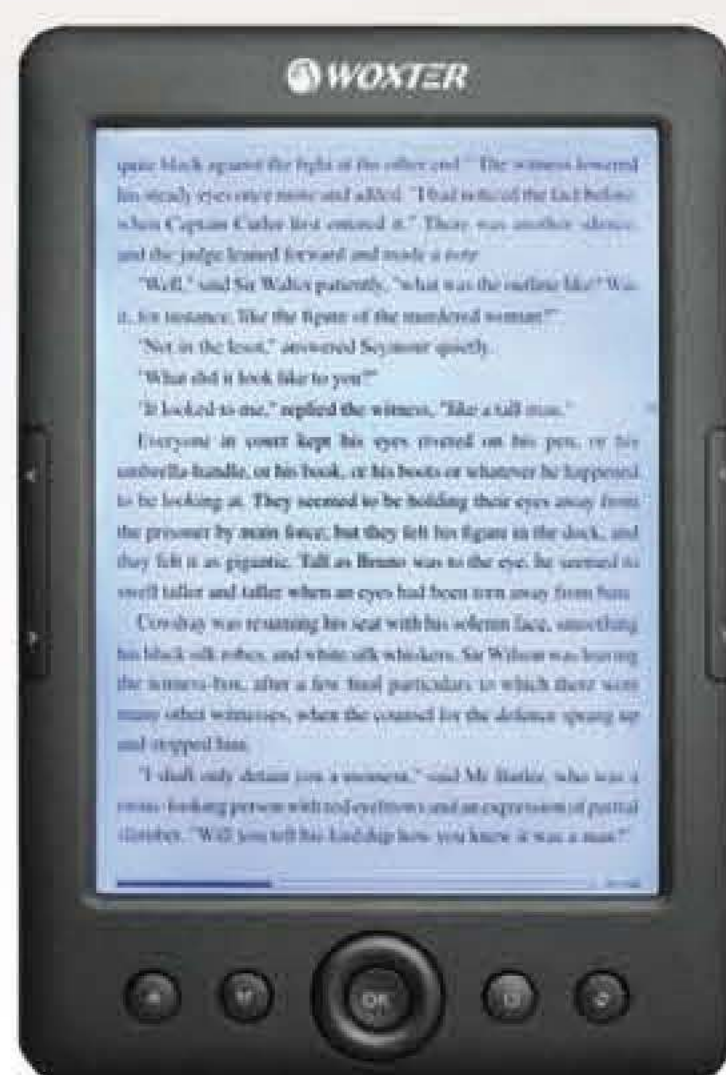 WOXTER
quite black against the light at the other end." The witness lowered
his steady eyes once more and added: "I had noticed the fact before,
when Captain Cutler first entered it." There was another silence,
and the judge leaned forward and made a note.
"Well," said Sir Walter patiently, "what was the outline like? Was
it, for instance, like the figure of the murdered woman?"
"Not in the least," answered Seymour quietly.
"What did it look like to you?"
"It looked to me," replied the witness, "like a tall man."
Everyone in court kept his eyes riveted on his pen, or his
umbrella-handle, or his book, or his boots or whatever he happened
to be looking at. They seemed to be holding their eyes away from
the prisoner by main force; but they felt his figure in the dock, and
they felt it as gigantic. Tall as Bruno was to the eye, he seemed to
swell taller and taller when an eyes had been torn away from him.
Cowdray was resuming his seat with his solemn face, smoothing
his black silk robes, and white silk whiskers. Sir Wilson was leaving
the witness-box, after a few final particulars to which there were
many other witnesses, when the counsel for the defence sprang up
and stopped him.
"I shall only detain you a moment," said Mr Butler, who was a
looking person with red eyebrows and an expression of partial
slumber. "Will you tell his lordship how you knew it was a man?"
OK